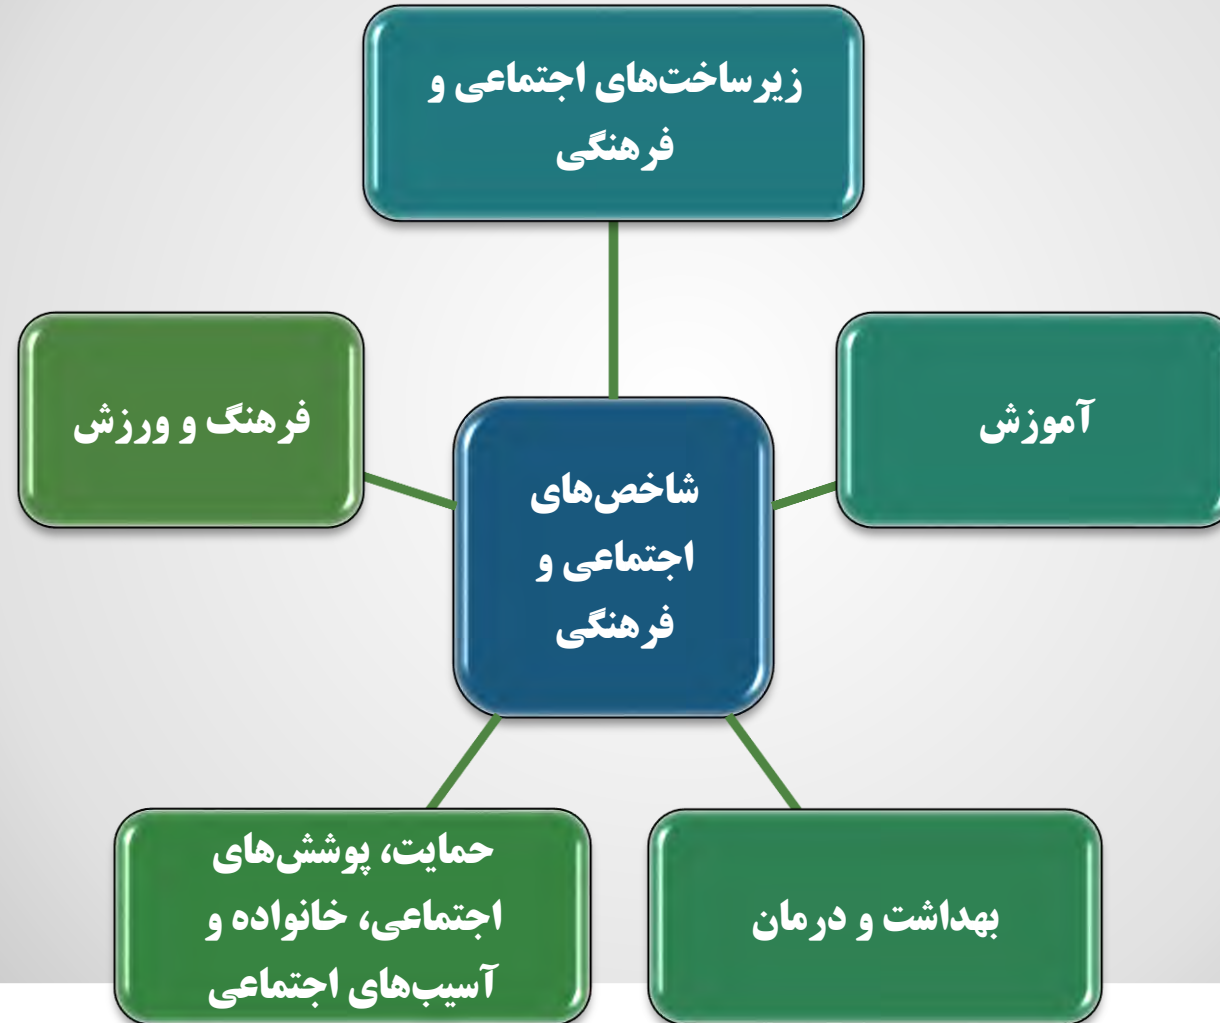 زیرساخت‌های اجتماعی و
فرهنگی
آموزش
فرهنگ و ورزش
شاخص‌های
اجتماعی و
فرهنگی
بهداشت و درمان
حمایت، پوشش‌های
اجتماعی، خانواده و
آسیب‌های اجتماعی